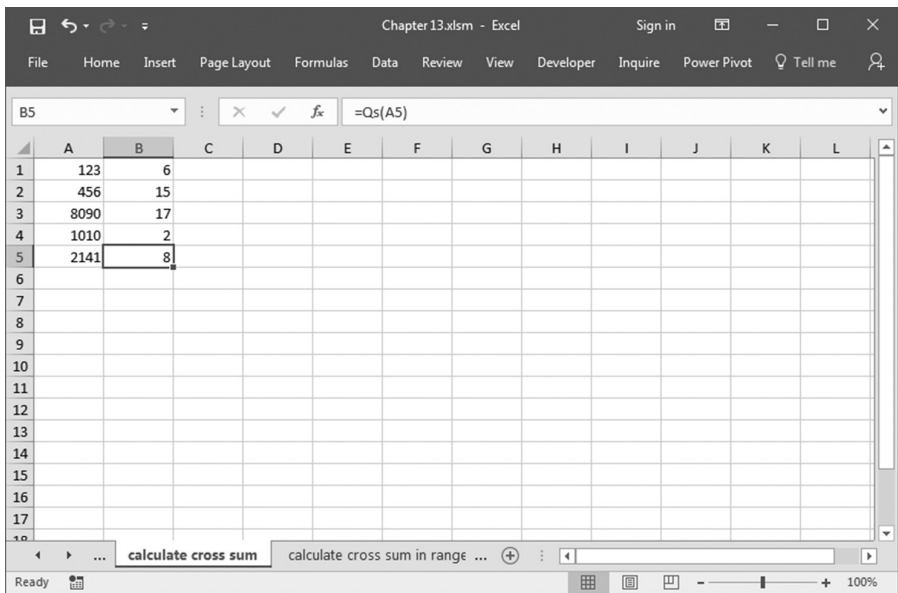 Chapter 13.xlsm - Excel Sign in
File Home Insert Page Layout Formulas Data Review View Developer Inquire Power Pivot Tell me
B5 fx =Qs(A5)
A B C D E F G H I J K L
1 123 6
2 456 15
3 8090 17
4 1010 2
5 2141 8
6
7
8
9
10
11
12
13
14
15
16
17
18
... calculate cross sum calculate cross sum in range ...
Ready 100%